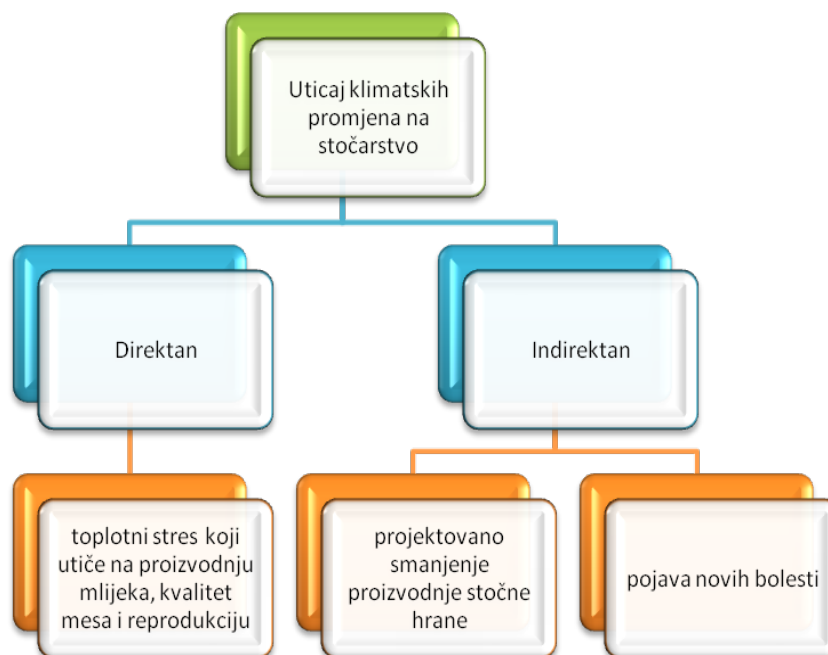 Uticaj klimatskih
promjena na
stočarstvo
Direktan
Indirektan
toplotni stres koji
utiče na proizvodnju
mlijeka, kvalitet
mesa i reprodukciju
projektovano
smanjenje
proizvodnje stočne
hrane
pojava novih bolesti